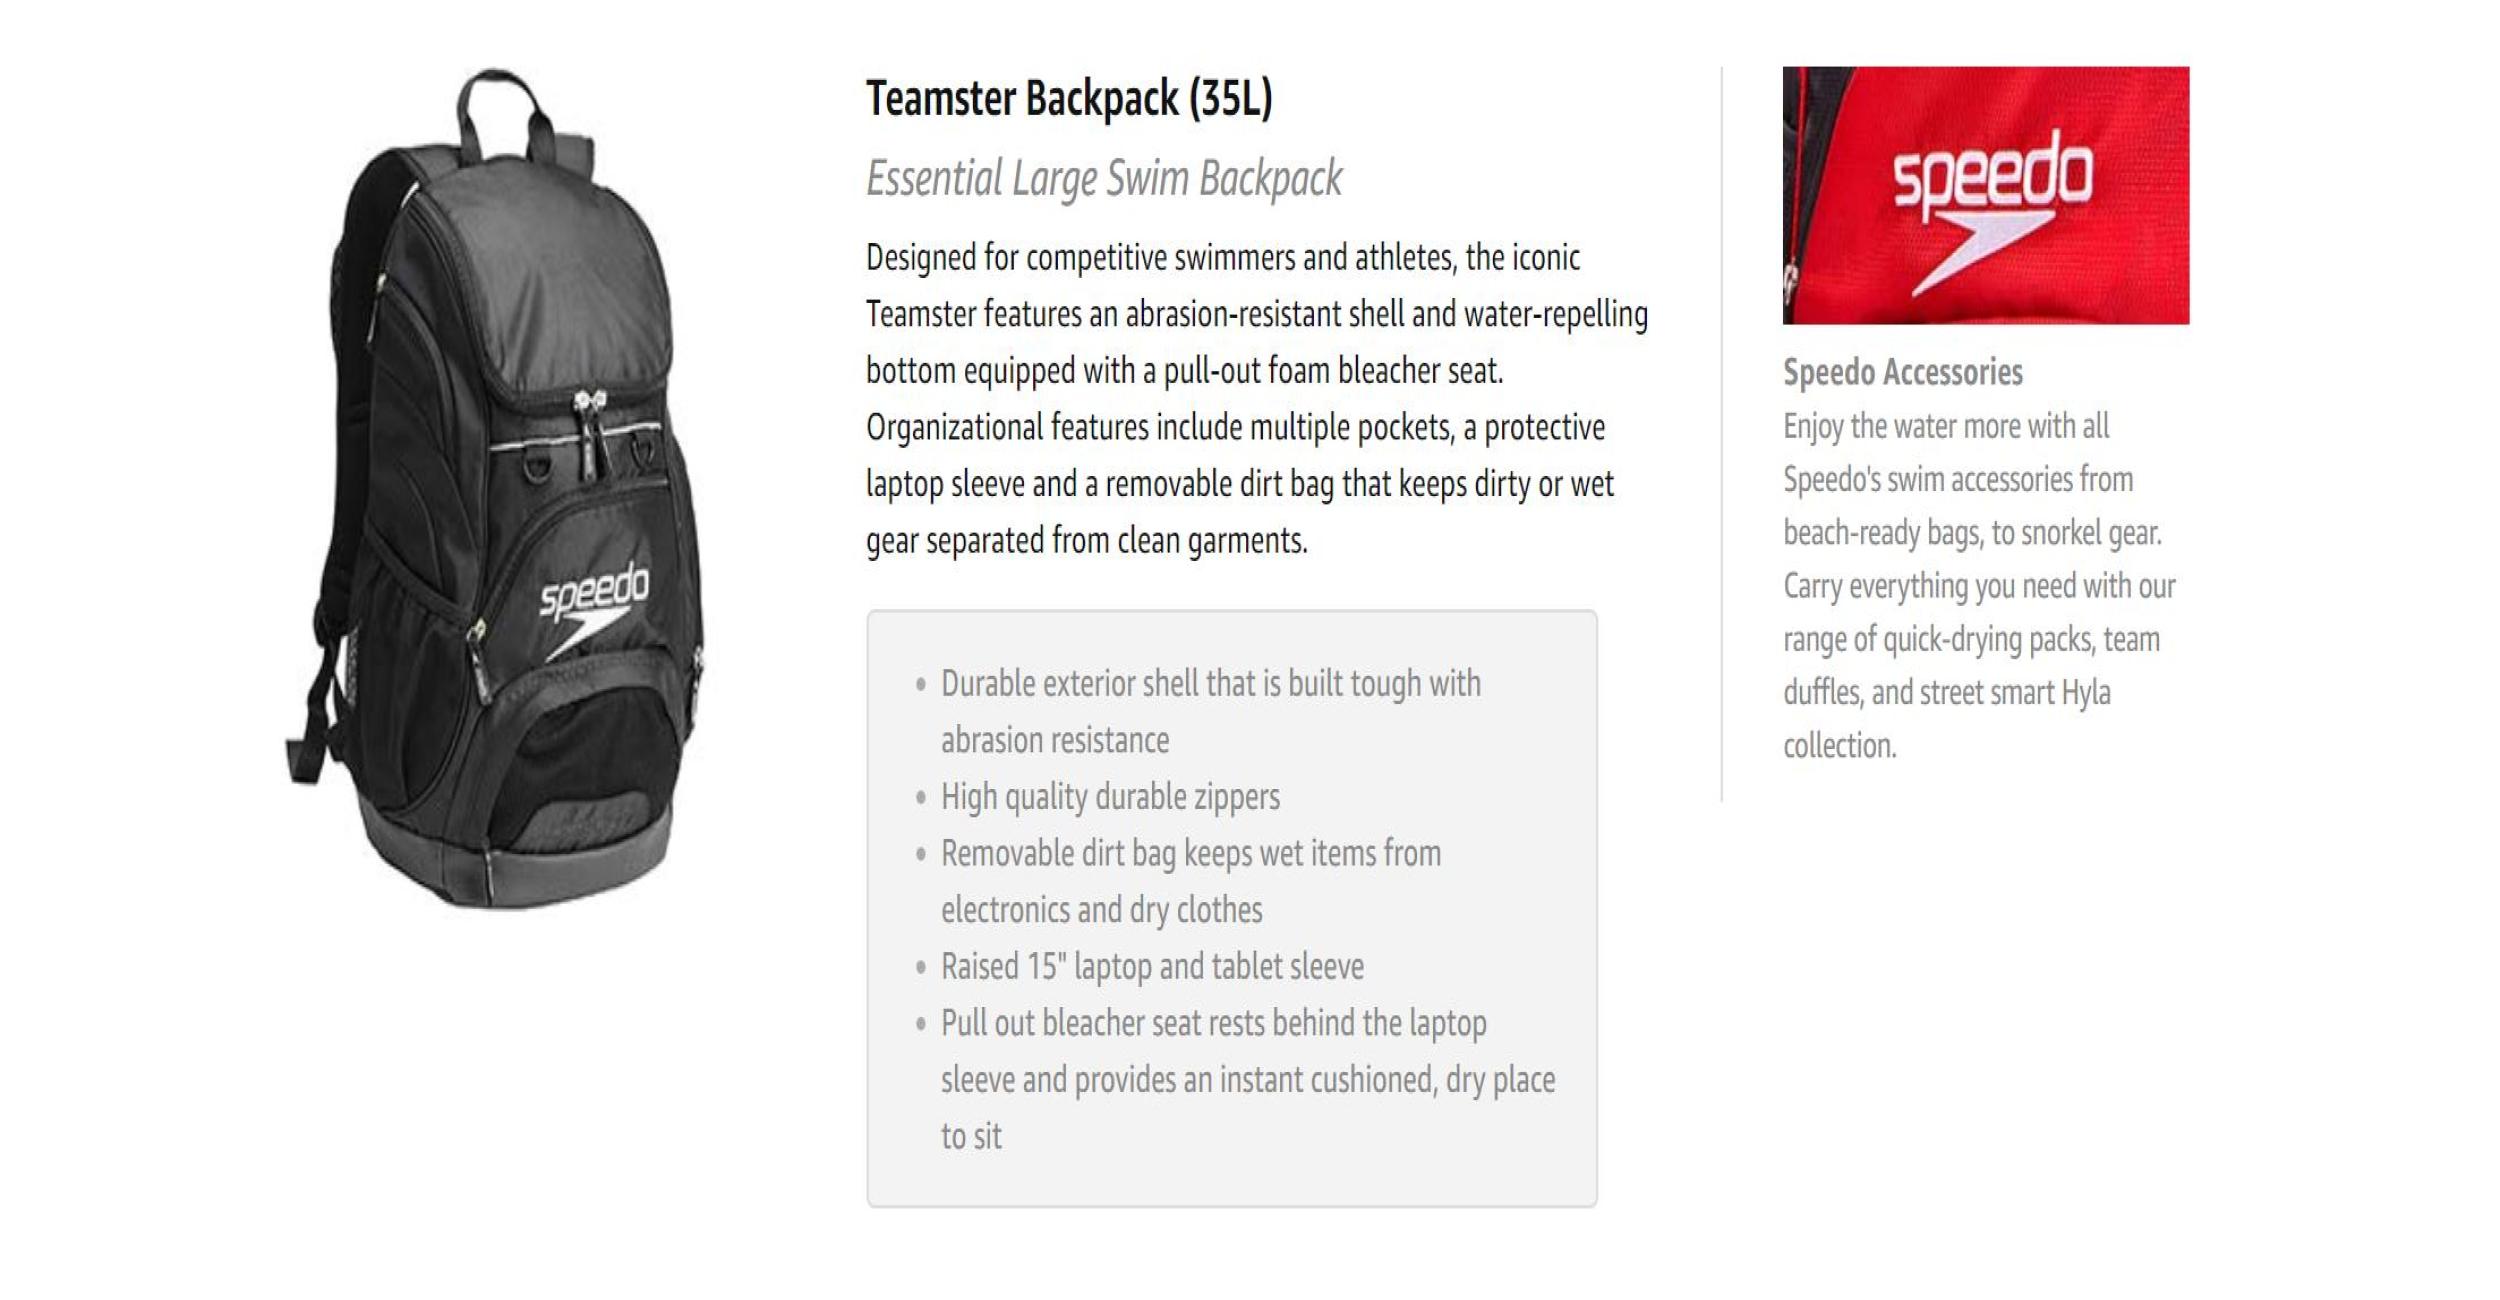 speedo
Teamster Backpack (35L)
Essential Large Swim Backpack
Designed for competitive swimmers and athletes, the iconic
Teamster features an abrasion-resistant shell and water-repelling
bottom equipped with a pull-out foam bleacher seat.
Organizational features include multiple pockets, a protective
laptop sleeve and a removable dirt bag that keeps dirty or wet
gear separated from clean garments.
• Durable exterior shell that is built tough with
abrasion resistance
• High quality durable zippers
• Removable dirt bag keeps wet items from
electronics and dry clothes
• Raised 15" laptop and tablet sleeve
• Pull out bleacher seat rests behind the laptop
sleeve and provides an instant cushioned, dry place
to sit
speedo
Speedo Accessories
Enjoy the water more with all
Speedo's swim accessories from
beach-ready bags, to snorkel gear.
Carry everything you need with our
range of quick-drying packs, team
duffles, and street smart Hyla
collection.